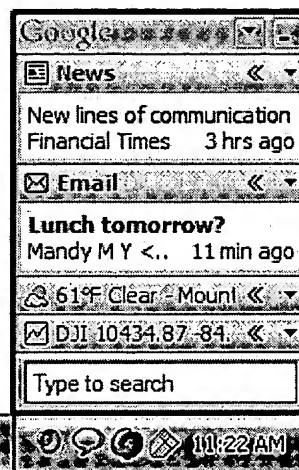 Google
News
New lines of communication
Financial Times 3 hrs ago
Email
Lunch tomorrow?
Mandy M Y <.. 11 min ago
61°F Clear - Mount
DJI 10434.87 -84.
Type to search
11:22 AM